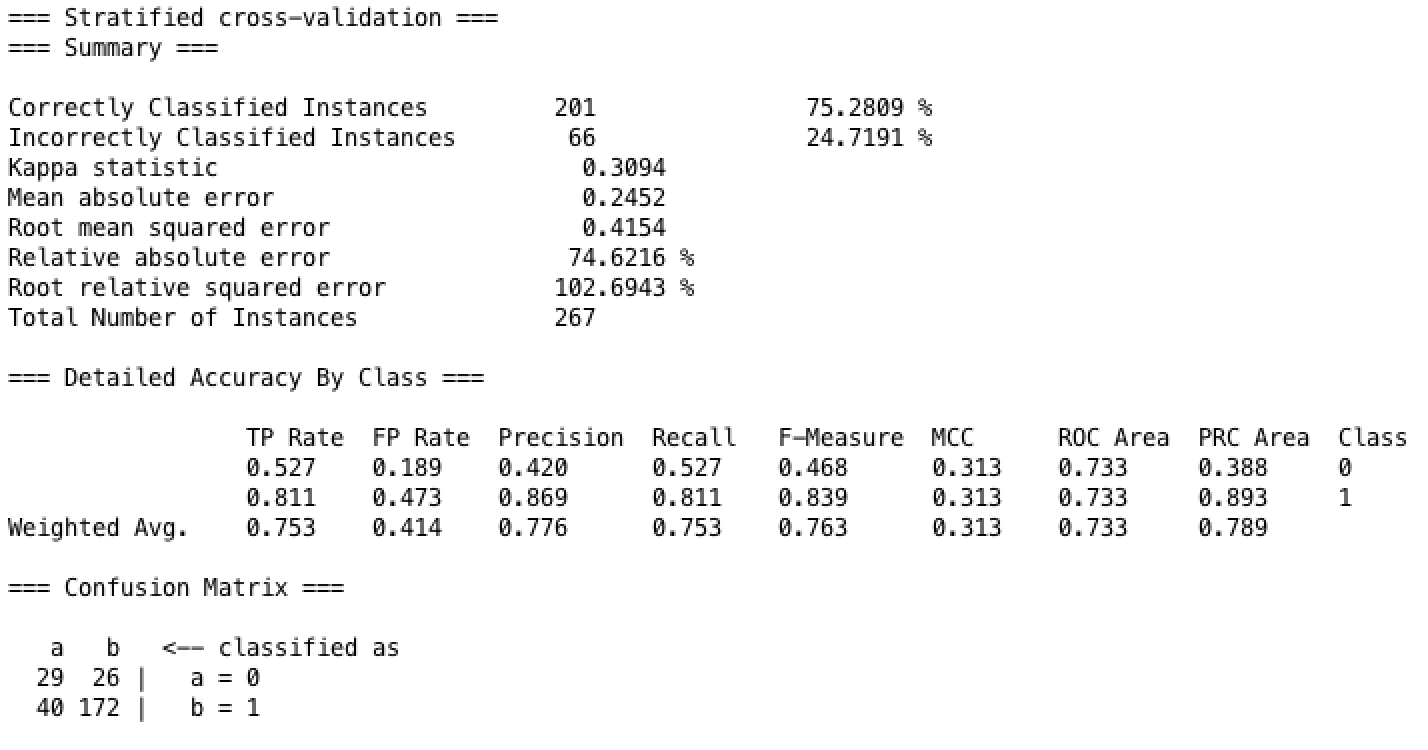 === Stratified cross-validation ===
=== Summary ===
Correctly Classified Instances 201 75.2809 %
Incorrectly Classified Instances 66 24.7191 %
Kappa statistic 0.3094
Mean absolute error 0.2452
Root mean squared error 0.4154
Relative absolute error 74.6216 %
Root relative squared error 102.6943 %
Total Number of Instances 267
=== Detailed Accuracy By Class ===
TP Rate FP Rate Precision Recall F-Measure MCC ROC Area PRC Area Class
0.527 0.189 0.420 0.527 0.468 0.313 0.733 0.388 0
0.811 0.473 0.869 0.811 0.839 0.313 0.733 0.893 1
Weighted Avg. 0.753 0.414 0.776 0.753 0.763 0.313 0.733 0.789
=== Confusion Matrix ===
a b <-- classified as
29 26 | a = 0
40 172 | b = 1